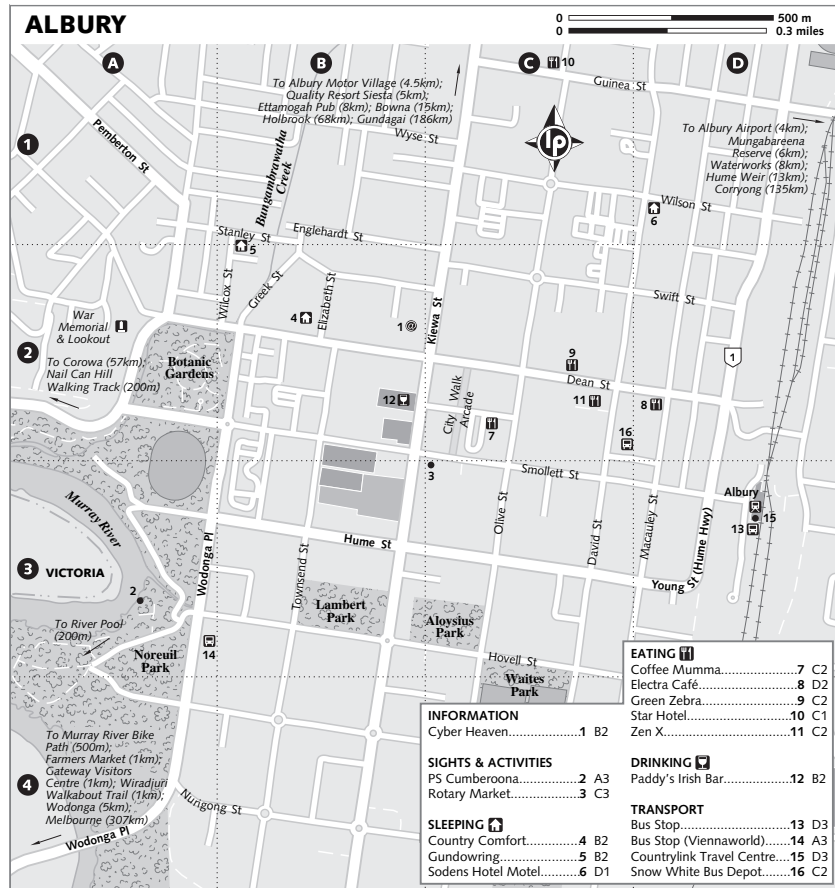 ALBURY
0 500 m
0 0.3 miles
A
B
C
D
1
2
3
4
10
Guinea St
To Albury Motor Village (4.5km);
Quality Resort Siesta (5km);
Ettamogah Pub (8km); Bowna (15km);
Holbrook (68km); Gundagai (186km)
Pemberton St
Wyse St
lp
To Albury Airport (4km);
Mungabareena
Reserve (6km);
Waterworks (8km);
Hume Weir (13km);
Corryong (135km)
Bungambrawatha
Creek
Wilson St
6
Stanley St
Englehardt St
5
Wilcox St
Creek St
Elizabeth St
Kiewa St
Swift St
War
Memorial
& Lookout
4
1 @
1
To Corowa (57km);
Nail Can Hill
Walking Track (200m)
Botanic
Gardens
9
Dean St
12
City Walk
Arcade
11
8
7
16
3
Smollett St
Albury
Murray River
Olive St
David St
Macauley St
Young St (Hume Hwy)
13
15
Hume St
Wodonga Pl
Townsend St
VICTORIA
2
To River Pool
(200m)
Noreuil
Park
14
Lambert
Park
Aloysius
Park
Hovell St
Waites
Park
To Murray River Bike
Path (500m);
Farmers Market (1km);
Gateway Visitors
Centre (1km); Wiradjuri
Walkabout Trail (1km);
Wodonga (5km);
Melbourne (307km)
Nurigong St
Wodonga Pl
INFORMATION
Cyber Heaven...................1 B2
SIGHTS & ACTIVITIES
PS Cumberoona................2 A3
Rotary Market..................3 C3
SLEEPING
Country Comfort..............4 B2
Gundowring.....................5 B2
Sodens Hotel Motel..........6 D1
EATING
Coffee Mumma.......................7 C2
Electra Café............................8 D2
Green Zebra...........................9 C2
Star Hotel.............................10 C1
Zen X....................................11 C2
DRINKING
Paddy's Irish Bar....................12 B2
TRANSPORT
Bus Stop...............................13 D3
Bus Stop (Viennaworld).........14 A3
Countrylink Travel Centre......15 D3
Snow White Bus Depot.........16 C2